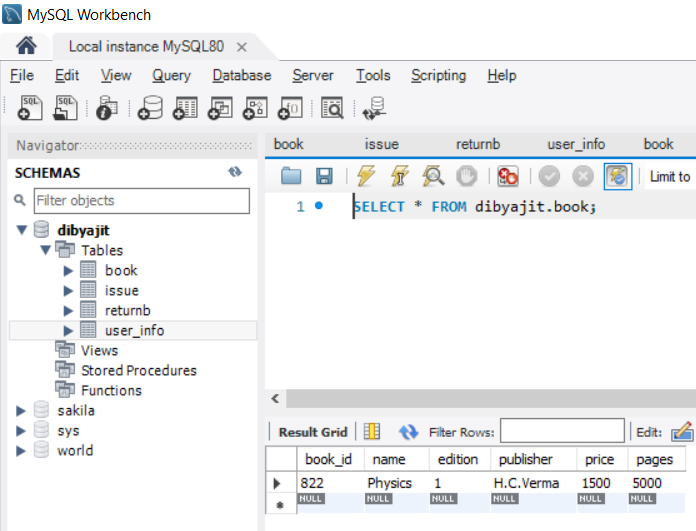 MySQL Workbench
Local instance MySQL80
File Edit View Query Database Server Tools Scripting Help
SQL SQL
Navigator
book issue returnb user_info book
SCHEMAS
Filter objects
Limit to
1 SELECT * FROM dibyajit.book;
dibyajit
Tables
book
issue
returnb
user_info
Views
Stored Procedures
Functions
sakila
sys
world
Result Grid Filter Rows: Edit:
book_id name edition publisher price pages
822 Physics 1 H.C.Verma 1500 5000
NULL NULL NULL NULL NULL NULL